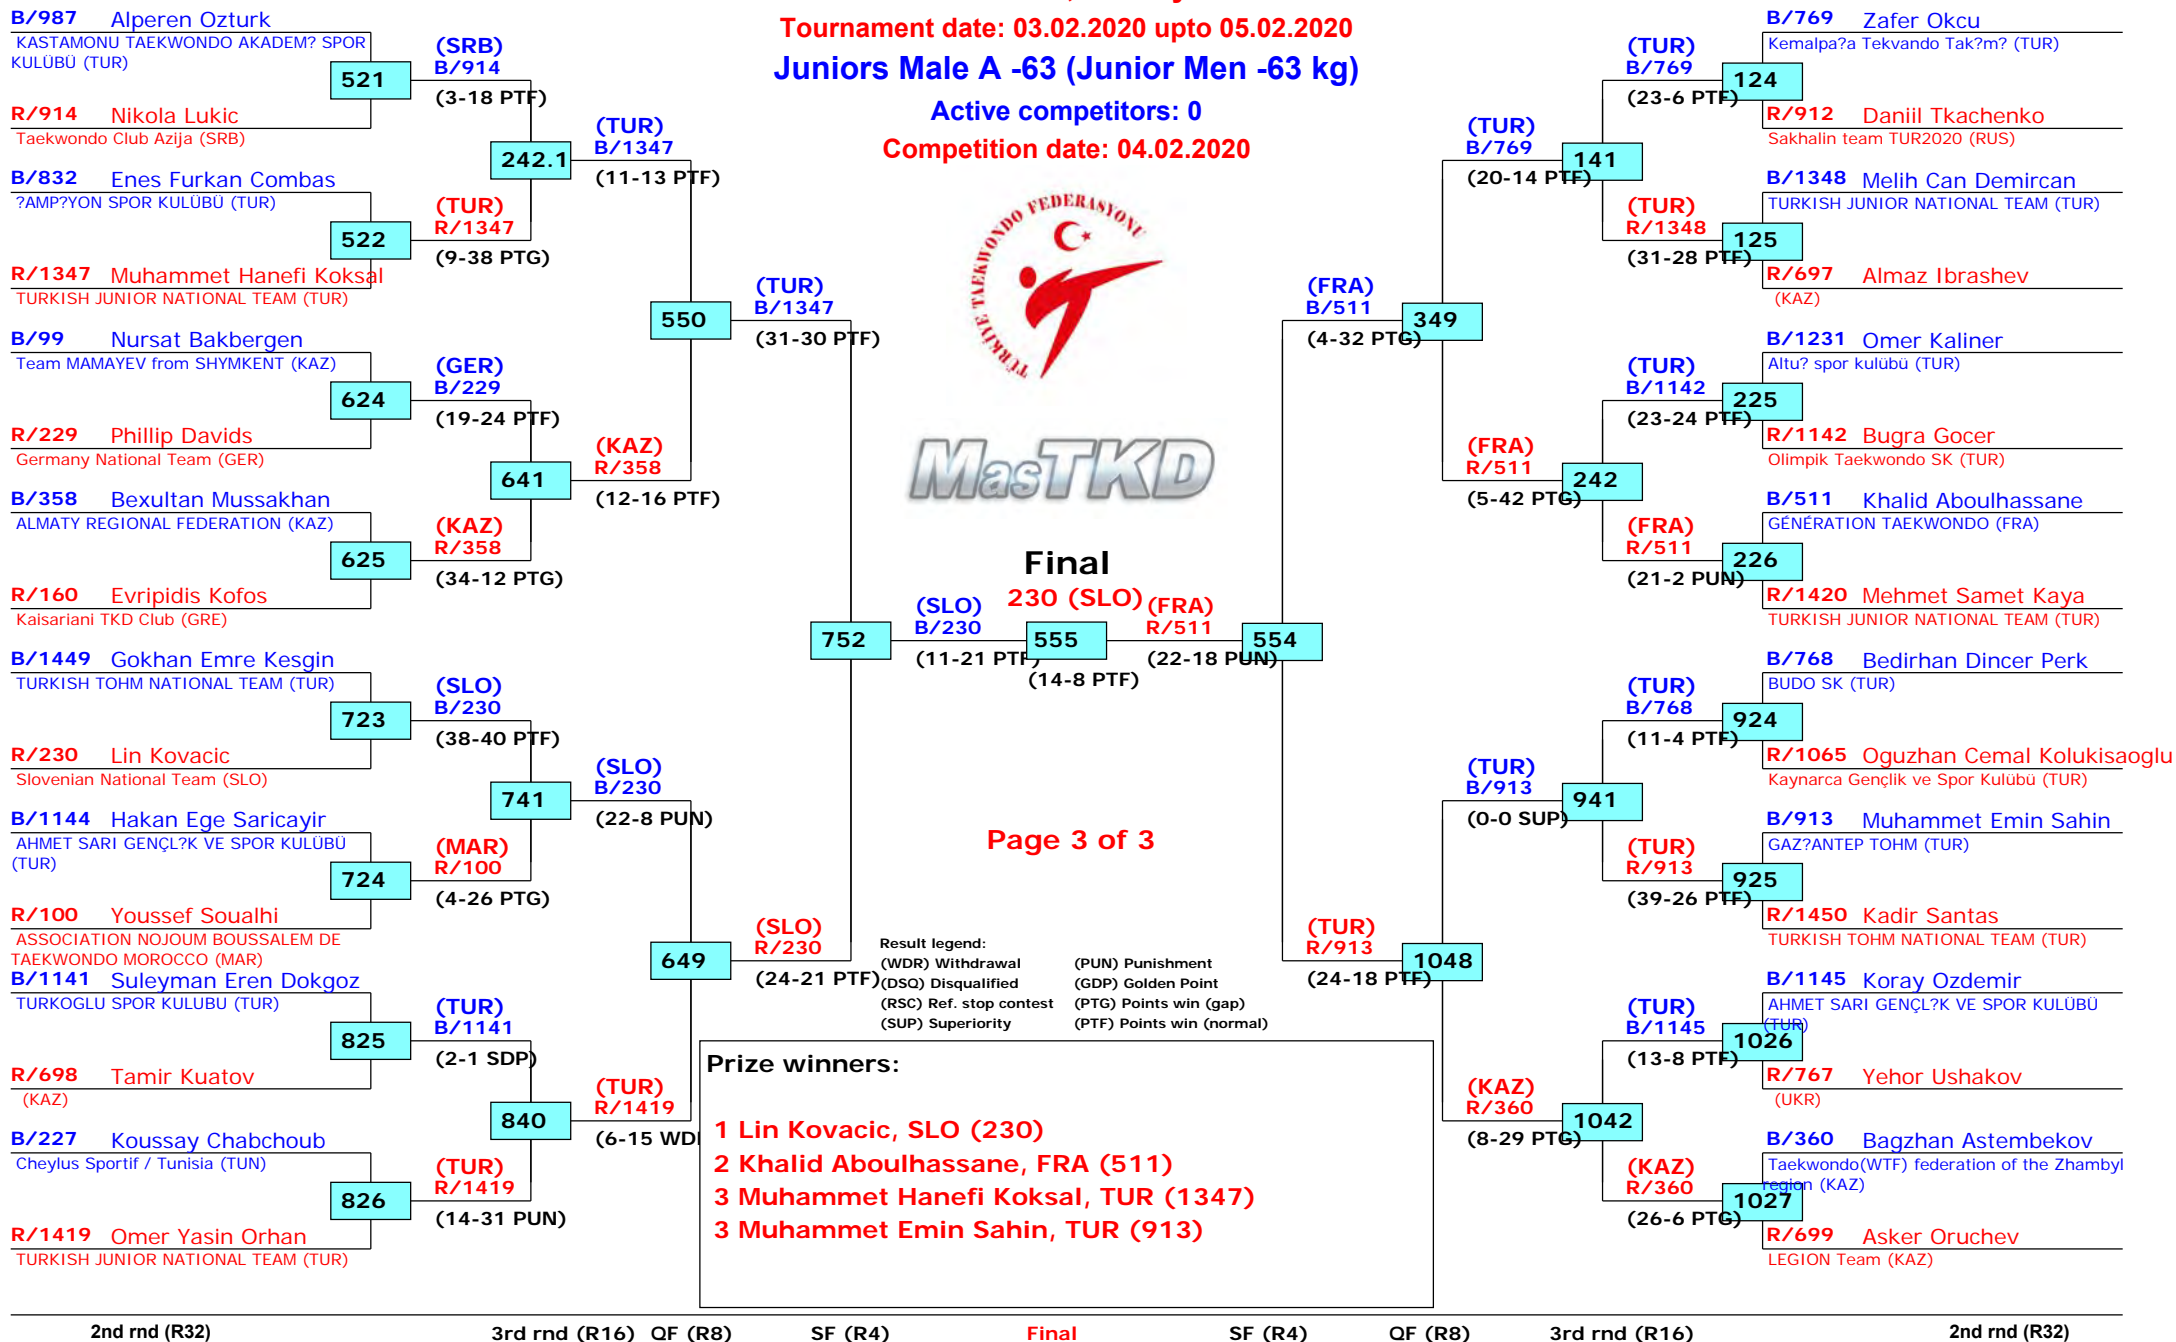 Tournament date: 03.02.2020 upto 05.02.2020
Juniors Male A -63 (Junior Men -63 kg)
Active competitors: 0
Competition date: 04.02.2020
TÜRKİYE TAEKWONDO FEDERASYONU
MasTKD
B/987 Alperen Ozturk
KASTAMONU TAEKWONDO AKADEM? SPOR
KULÜBÜ (TUR)
521
R/914 Nikola Lukic
Taekwondo Club Azija (SRB)
B/832 Enes Furkan Combas
?AMP?YON SPOR KULÜBÜ (TUR)
522
R/1347 Muhammet Hanefi Koksal
TURKISH JUNIOR NATIONAL TEAM (TUR)
B/99 Nursat Bakbergen
Team MAMAYEV from SHYMKENT (KAZ)
624
R/229 Phillip Davids
Germany National Team (GER)
B/358 Bexultan Mussakhan
ALMATY REGIONAL FEDERATION (KAZ)
625
R/160 Evripidis Kofos
Kaisariani TKD Club (GRE)
B/1449 Gokhan Emre Kesgin
TURKISH TOHM NATIONAL TEAM (TUR)
723
R/230 Lin Kovacic
Slovenian National Team (SLO)
B/1144 Hakan Ege Saricayir
AHMET SARI GENÇL?K VE SPOR KULÜBÜ
(TUR)
724
R/100 Youssef Soualhi
ASSOCIATION NOJOUM BOUSSALEM DE
TAEKWONDO MOROCCO (MAR)
B/1141 Suleyman Eren Dokgoz
TURKOGLU SPOR KULUBU (TUR)
825
R/698 Tamir Kuatov
(KAZ)
B/227 Koussay Chabchoub
Cheylus Sportif / Tunisia (TUN)
826
R/1419 Omer Yasin Orhan
TURKISH JUNIOR NATIONAL TEAM (TUR)
(SRB)
B/914
(3-18 PTF)
242.1
(TUR)
R/1347
(9-38 PTG)
(GER)
B/229
(19-24 PTF)
641
(KAZ)
R/358
(34-12 PTG)
(SLO)
B/230
(38-40 PTF)
741
(MAR)
R/100
(4-26 PTG)
(TUR)
B/1141
(2-1 SDP)
840
(TUR)
R/1419
(14-31 PUN)
(TUR)
B/1347
(11-13 PTF)
550
(KAZ)
R/358
(12-16 PTF)
(SLO)
B/230
(22-8 PUN)
649
(TUR)
R/1419
(6-15 WD
(TUR)
B/1347
(31-30 PTF)
752
(SLO)
R/230
(24-21 PTF)
(SLO)
B/230
(11-21 PTF)
Final
230 (SLO)
555
(14-8 PTF)
(FRA)
R/511
(22-18 PUN)
554
(FRA)
B/511
(4-32 PTG)
349
(TUR)
R/913
(24-18 PTF)
1048
(TUR)
B/769
(20-14 PTF)
141
(FRA)
R/511
(5-42 PTG)
242
(TUR)
B/913
(0-0 SUP)
941
(KAZ)
R/360
(8-29 PTG)
1042
(TUR)
B/769
(23-6 PTF)
124
(TUR)
R/1348
(31-28 PTF)
125
(TUR)
B/1142
(23-24 PTF)
225
(FRA)
R/511
(21-2 PUN)
226
(TUR)
B/768
(11-4 PTF)
924
(TUR)
R/913
(39-26 PTF)
925
(TUR)
B/1145
(13-8 PTF)
1026
(KAZ)
R/360
(26-6 PTG)
1027
B/769 Zafer Okcu
Kemalpa?a Tekvando Tak?m? (TUR)
R/912 Daniil Tkachenko
Sakhalin team TUR2020 (RUS)
B/1348 Melih Can Demircan
TURKISH JUNIOR NATIONAL TEAM (TUR)
R/697 Almaz Ibrashev
(KAZ)
B/1231 Omer Kaliner
Altu? spor kulübü (TUR)
R/1142 Bugra Gocer
Olimpik Taekwondo SK (TUR)
B/511 Khalid Aboulhassane
GÉNÉRATION TAEKWONDO (FRA)
R/1420 Mehmet Samet Kaya
TURKISH JUNIOR NATIONAL TEAM (TUR)
B/768 Bedirhan Dincer Perk
BUDO SK (TUR)
R/1065 Oguzhan Cemal Kolukisaoglu
Kaynarca Gençlik ve Spor Kulübü (TUR)
B/913 Muhammet Emin Sahin
GAZ?ANTEP TOHM (TUR)
R/1450 Kadir Santas
TURKISH TOHM NATIONAL TEAM (TUR)
B/1145 Koray Ozdemir
AHMET SARI GENÇL?K VE SPOR KULÜBÜ
(TUR)
R/767 Yehor Ushakov
(UKR)
B/360 Bagzhan Astembekov
Taekwondo(WTF) federation of the Zhambyl
region (KAZ)
R/699 Asker Oruchev
LEGION Team (KAZ)
Page 3 of 3
Result legend:
(WDR) Withdrawal (PUN) Punishment
(DSQ) Disqualified (GDP) Golden Point
(RSC) Ref. stop contest (PTG) Points win (gap)
(SUP) Superiority (PTF) Points win (normal)
Prize winners:
1 Lin Kovacic, SLO (230)
2 Khalid Aboulhassane, FRA (511)
3 Muhammet Hanefi Koksal, TUR (1347)
3 Muhammet Emin Sahin, TUR (913)
2nd rnd (R32) 3rd rnd (R16) QF (R8) SF (R4) Final SF (R4) QF (R8) 3rd rnd (R16) 2nd rnd (R32)